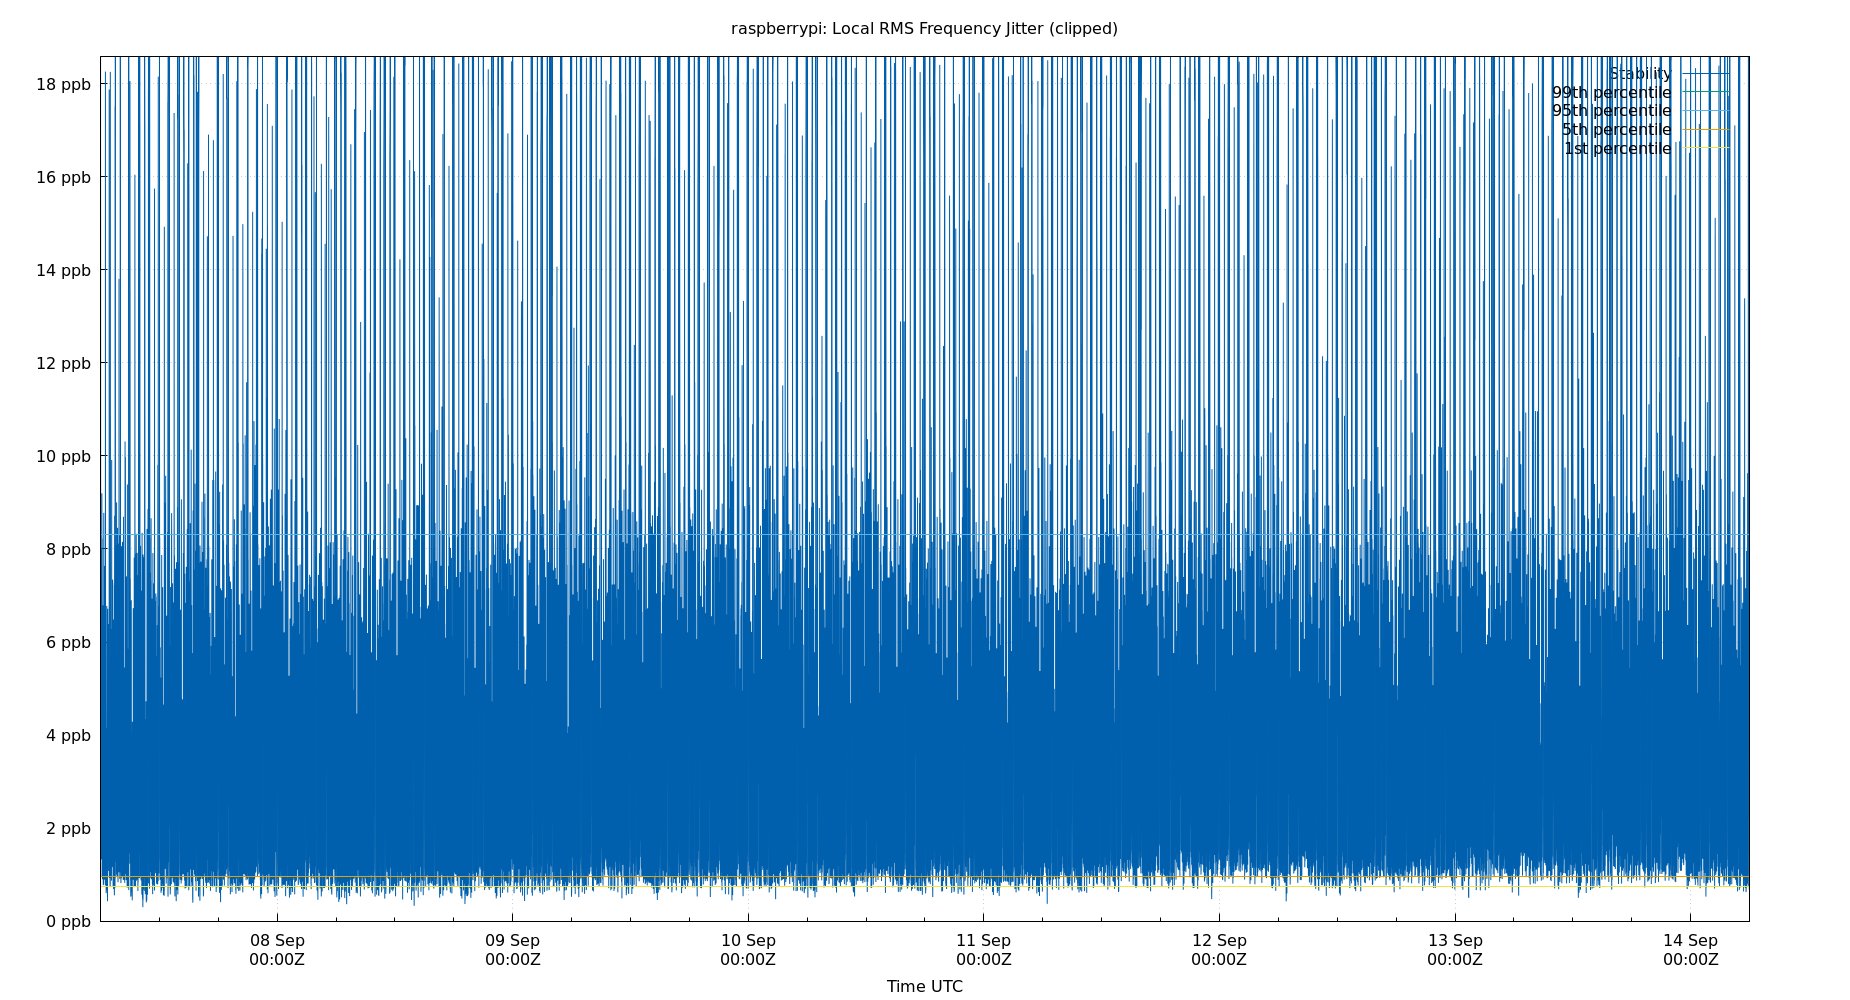 raspberrypi: Local RMS Frequency Jitter (clipped)
18 ppb
16 ppb
14 ppb
12 ppb
10 ppb
8 ppb
6 ppb
4 ppb
2 ppb
0 ppb
Stability
99th percentile
95th percentile
5th percentile
1st percentile
08 Sep 09 Sep 10 Sep 11 Sep 12 Sep 13 Sep 14 Sep
00:00Z 00:00Z 00:00Z 00:00Z 00:00Z 00:00Z 00:00Z
Time UTC